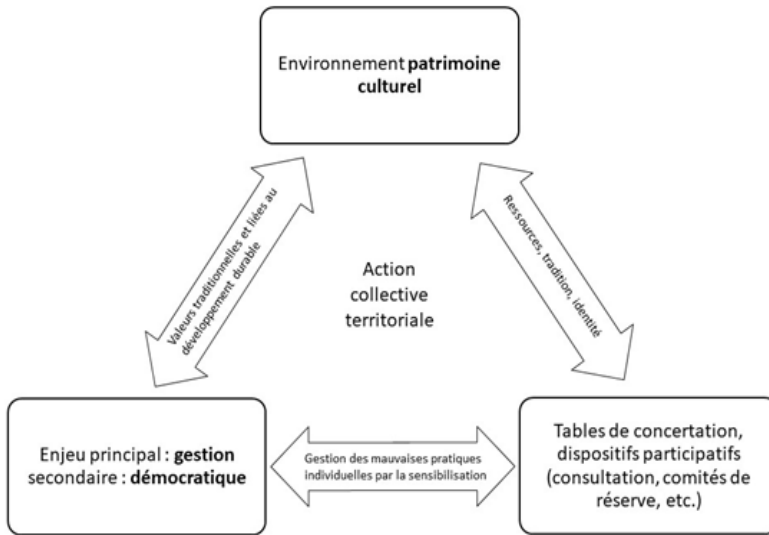 Environnement patrimoine
culturel
Valeurs traditionnelles et liées au
développement durable
Ressources, tradition, identité
Action
collective
territoriale
Enjeu principal : gestion
secondaire : démocratique
Gestion des mauvaises pratiques
individuelles par la sensibilisation
Tables de concertation,
dispositifs participatifs
(consultation, comités de
réserve, etc.)